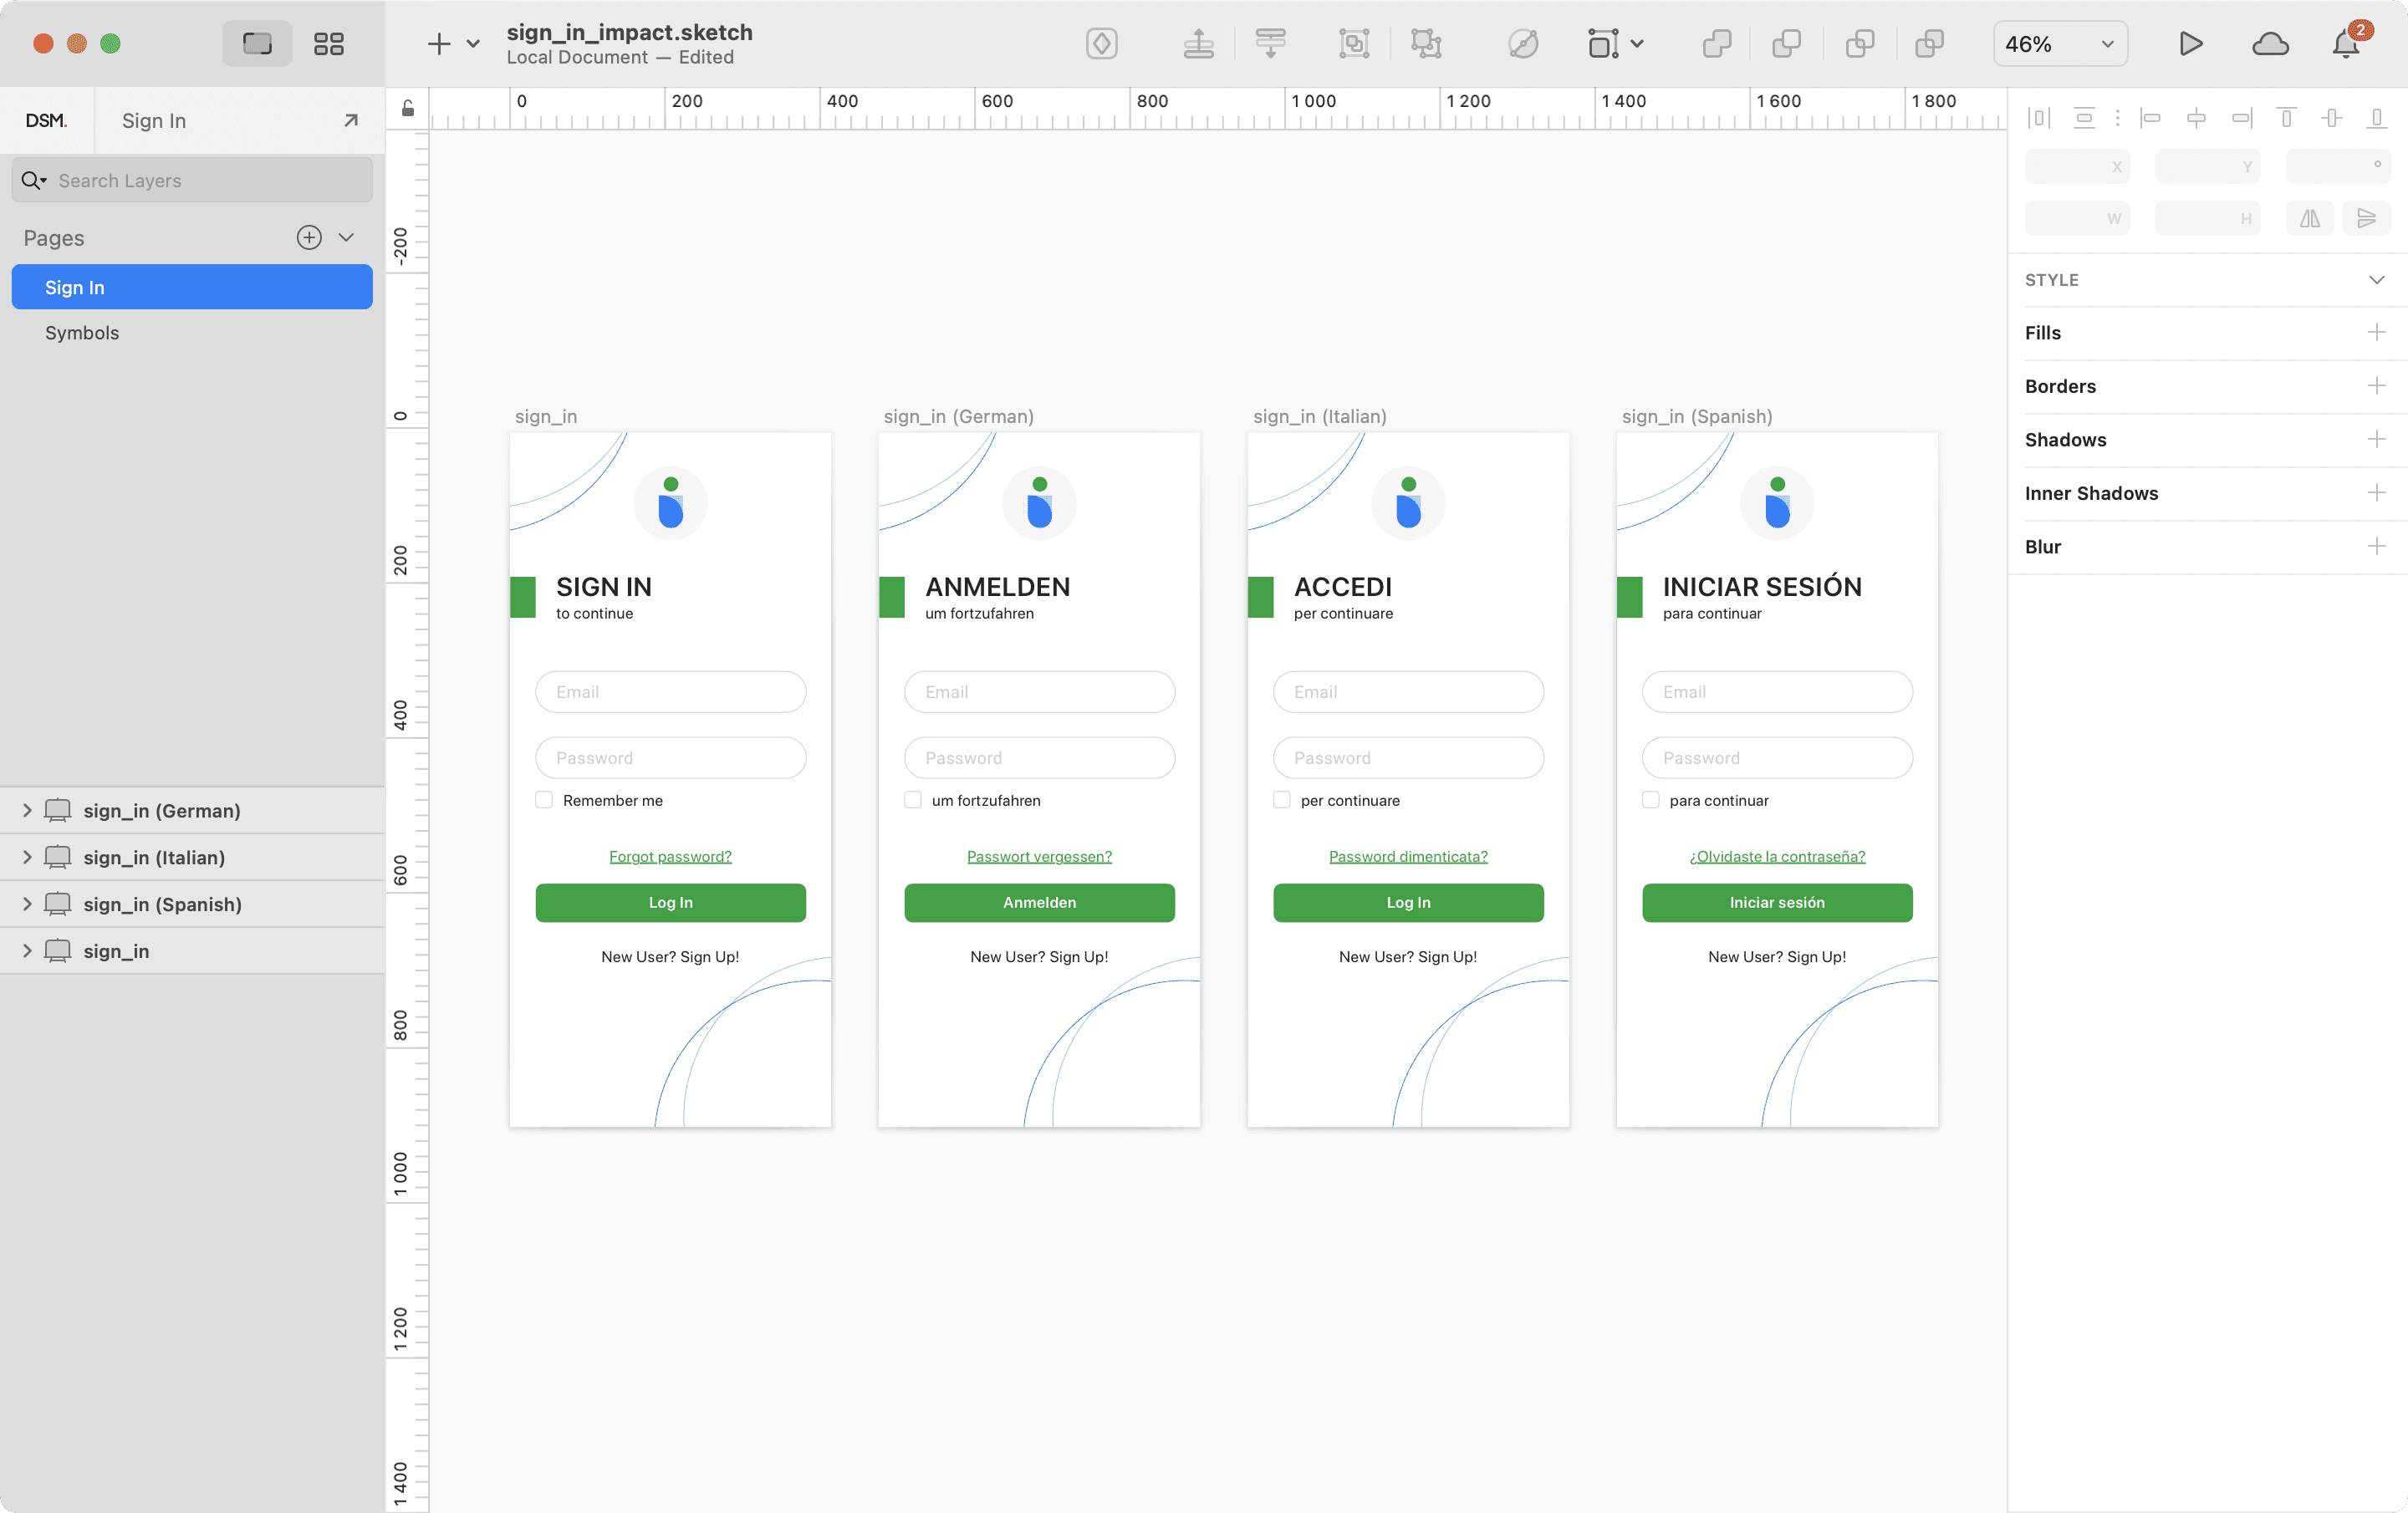 sign_in_impact.sketch
Local Document — Edited
46%
2
DSM.
Sign In
Search Layers
Pages
Sign In
Symbols
sign_in (German)
sign_in (Italian)
sign_in (Spanish)
sign_in
0 200 400 600 800 1 000 1 200 1 400 1 600 1 800
-200
0
200
400
600
800
1 000
1 200
1 400
sign_in
SIGN IN
to continue
Email
Password
Remember me
Forgot password?
Log In
New User? Sign Up!
sign_in (German)
ANMELDEN
um fortzufahren
Email
Password
um fortzufahren
Passwort vergessen?
Anmelden
New User? Sign Up!
sign_in (Italian)
ACCEDI
per continuare
Email
Password
per continuare
Password dimenticata?
Log In
New User? Sign Up!
sign_in (Spanish)
INICIAR SESIÓN
para continuar
Email
Password
para continuar
¿Olvidaste la contraseña?
Iniciar sesión
New User? Sign Up!
X Y °
W H
STYLE
Fills
Borders
Shadows
Inner Shadows
Blur